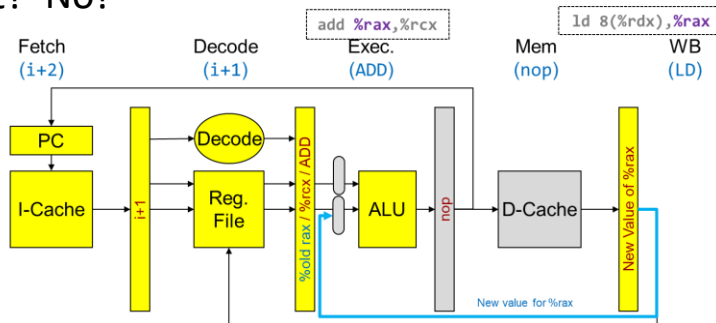 No!
add %rax,%rcx
ld 8(%rdx),%rax
Fetch
Decode
Exec.
Mem
WB
(i+2)
(i+1)
(ADD)
(nop)
(LD)
PC
I-Cache
i+1
Decode
Reg.
File
%old rax / %rcx / ADD
ALU
nop
D-Cache
New Value of %rax
New value for %rax